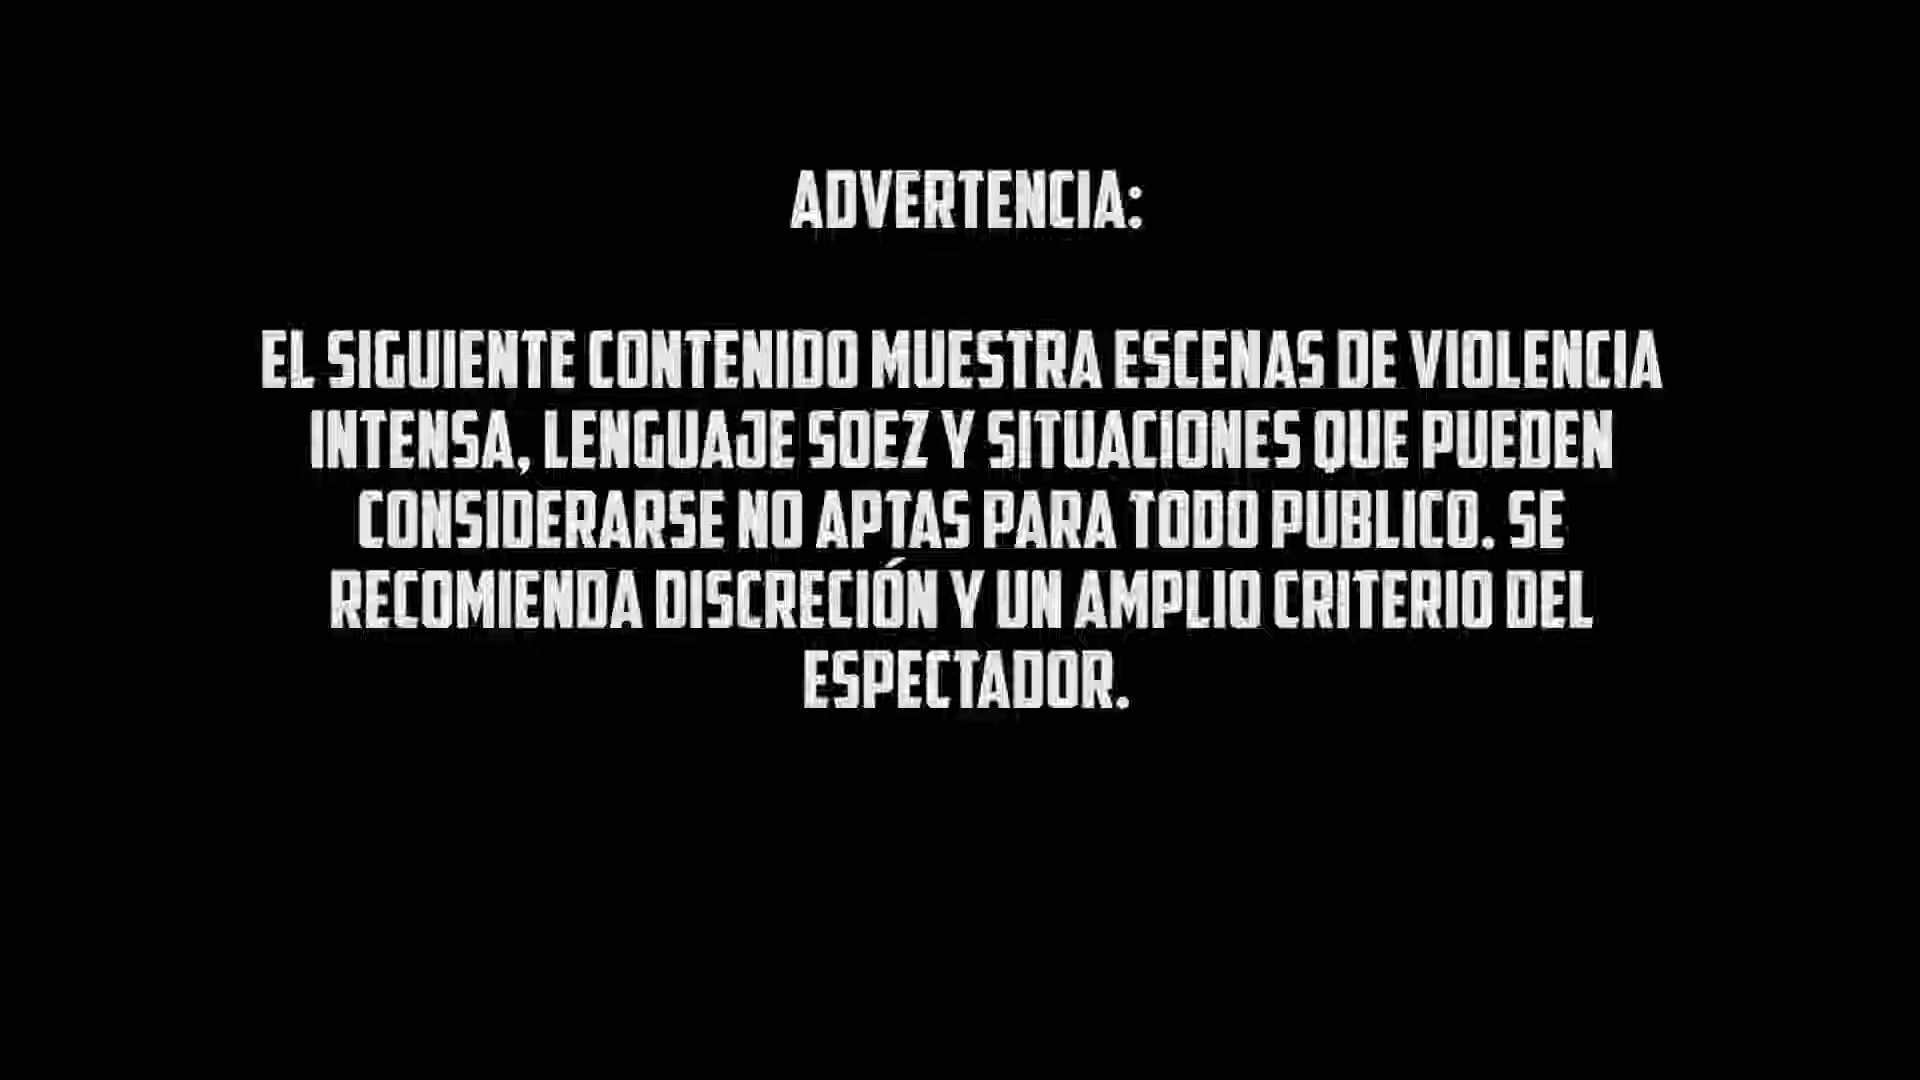 ADVERTENCIA:
EL SIGUIENTE CONTENIDO MUESTRA ESCENAS DE VIOLENCIA
INTENSA, LENGUAJE SOEZ Y SITUACIONES QUE PUEDEN
CONSIDERARSE NO APTAS PARA TODO PUBLICO. SE
RECOMIENDA DISCRECIÓN Y UN AMPLIO CRITERIO DEL
ESPECTADOR.